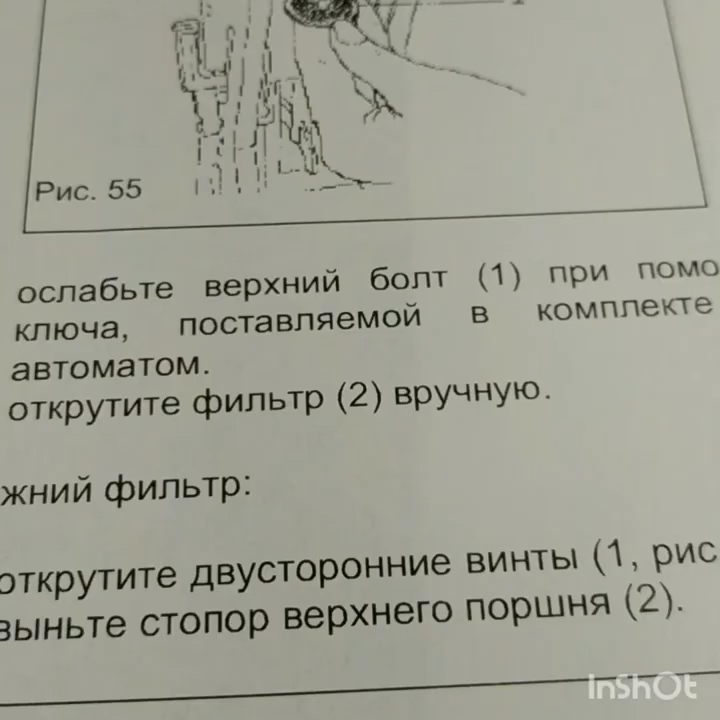 Рис. 55
ослабьте верхний болт (1) при помо
ключа, поставляемой в комплекте
автоматом.
открутите фильтр (2) вручную.
жний фильтр:
открутите двусторонние винты (1, рис
выньте стопор верхнего поршня (2).
InShOt